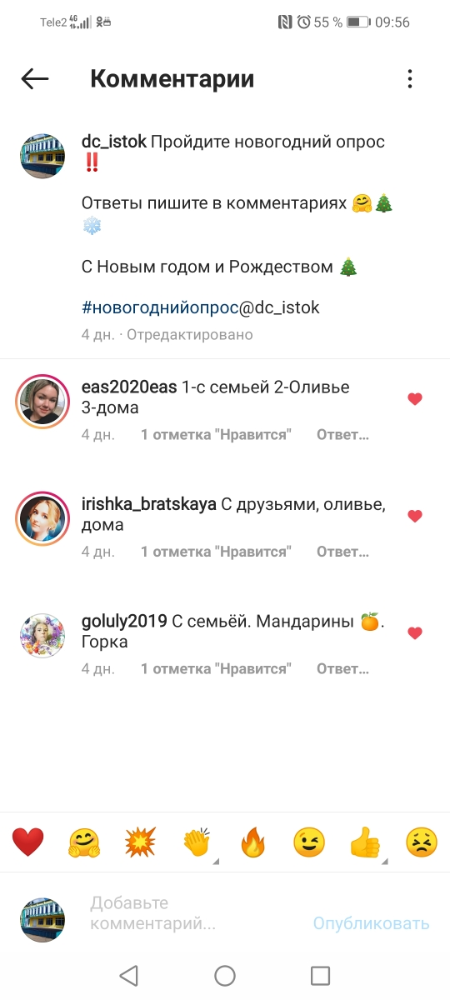 Tele2 4G 55 % 09:56
Комментарии
dc_istok Пройдите новогодний опрос
‼️
Ответы пишите в комментариях 🤗🎄
❄️
С Новым годом и Рождеством 🎄
#новогоднийопрос@dc_istok
4 дн. · Отредактировано
eas2020eas 1-с семьей 2-Оливье
3-дома
4 дн. 1 отметка "Нравится" Ответ...
irishka_bratskaya С друзьями, оливье,
дома
4 дн. 1 отметка "Нравится" Ответ...
goluly2019 С семьёй. Мандарины 🍊.
Горка
4 дн. 1 отметка "Нравится" Ответ...
Добавьте
комментарий... Опубликовать